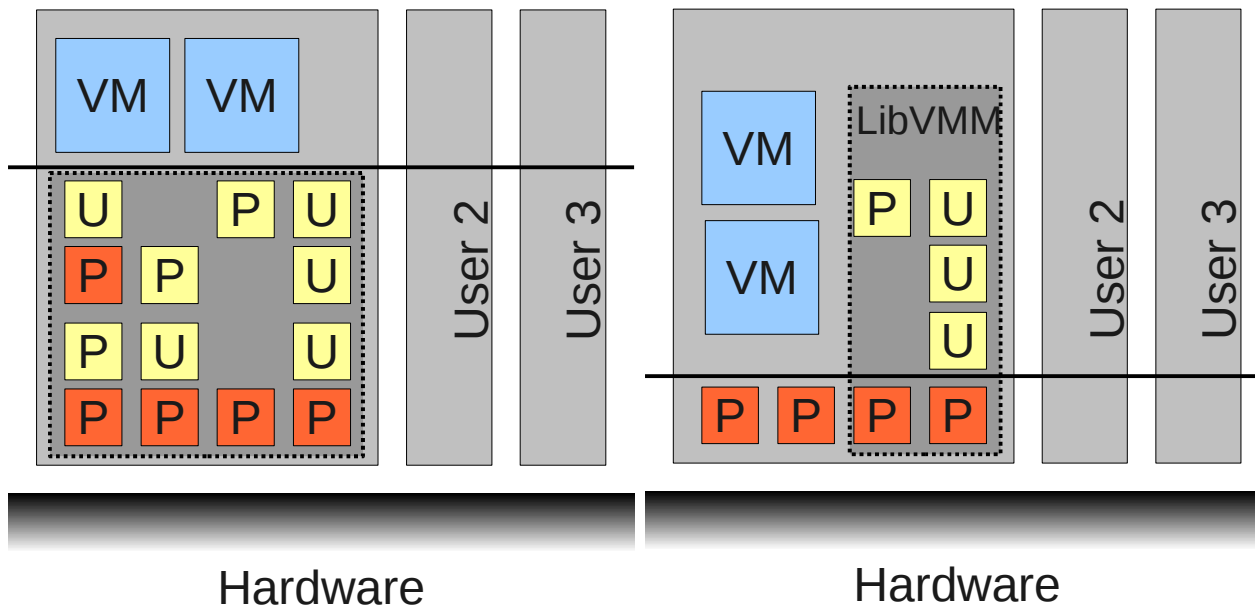 VM VM
U P U
P P U
P U U
P P P P
User 2
User 3
Hardware
LibVMM
VM
P U
VM
U
U
P P P P
User 2
User 3
Hardware